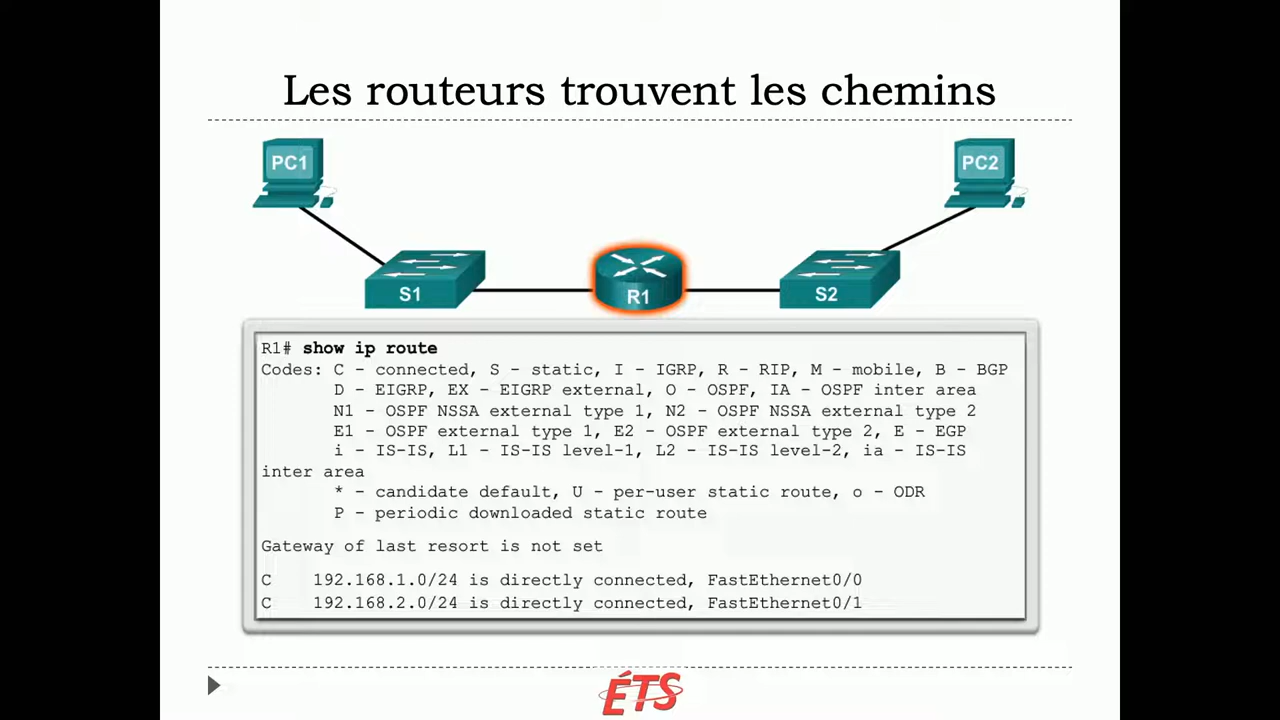 Les routeurs trouvent les chemins
PC1
PC2
S1
R1
S2
R1# show ip route
Codes: C - connected, S - static, I - IGRP, R - RIP, M - mobile, B - BGP
D - EIGRP, EX - EIGRP external, O - OSPF, IA - OSPF inter area
N1 - OSPF NSSA external type 1, N2 - OSPF NSSA external type 2
E1 - OSPF external type 1, E2 - OSPF external type 2, E - EGP
i - IS-IS, L1 - IS-IS level-1, L2 - IS-IS level-2, ia - IS-IS
inter area
* - candidate default, U - per-user static route, o - ODR
P - periodic downloaded static route
Gateway of last resort is not set
C 192.168.1.0/24 is directly connected, FastEthernet0/0
C 192.168.2.0/24 is directly connected, FastEthernet0/1
ÉTS